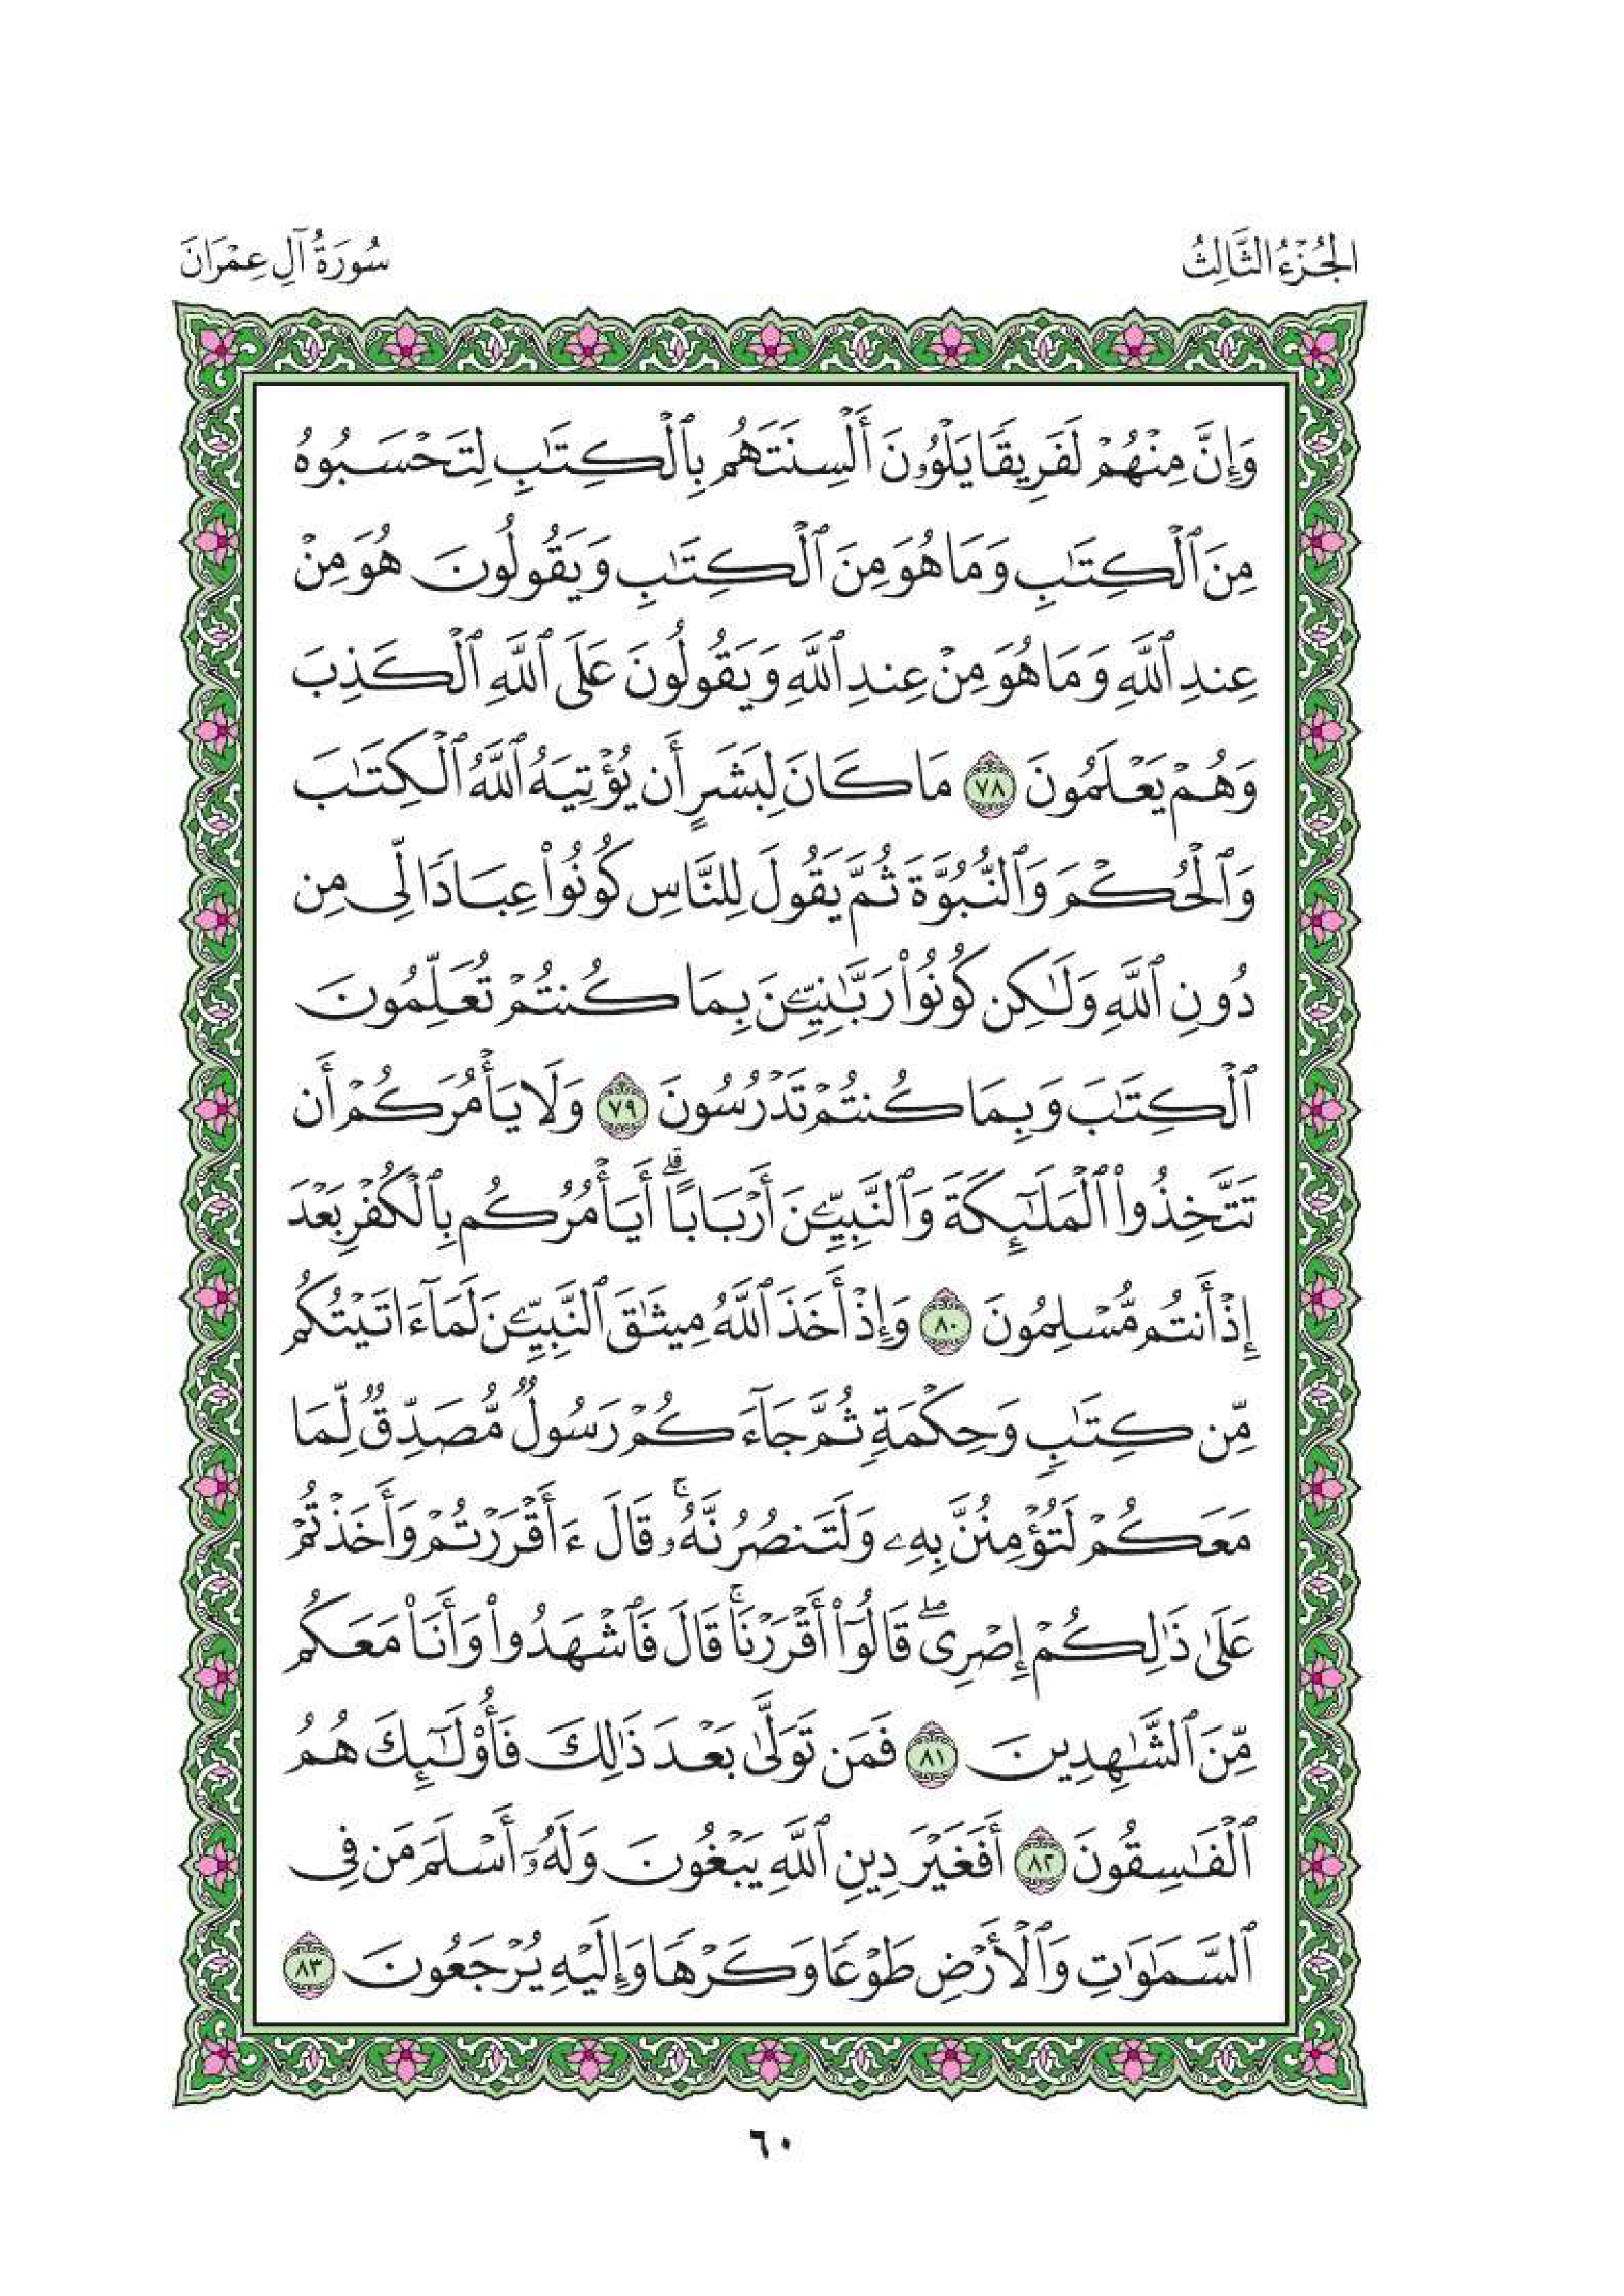 الجُزْءُ الثَّالِثُ
سُورَةُ آلِ عِمْرَانَ
وَإِنَّ مِنْهُمْ لَفَرِيقًا يَلْوُۥنَ أَلْسِنَتَهُم بِٱلْكِتَٰبِ لِتَحْسَبُوهُ
مِنَ ٱلْكِتَٰبِ وَمَا هُوَ مِنَ ٱلْكِتَٰبِ وَيَقُولُونَ هُوَ مِنْ
عِندِ ٱللَّهِ وَمَا هُوَ مِنْ عِندِ ٱللَّهِ وَيَقُولُونَ عَلَى ٱللَّهِ ٱلْكَذِبَ
وَهُمْ يَعْلَمُونَ ٧٨ مَا كَانَ لِبَشَرٍ أَن يُؤْتِيَهُ ٱللَّهُ ٱلْكِتَٰبَ
وَٱلْحُكْمَ وَٱلنُّبُوَّةَ ثُمَّ يَقُولَ لِلنَّاسِ كُونُوا۟ عِبَادًا لِّى مِن
دُونِ ٱللَّهِ وَلَٰكِن كُونُوا۟ رَبَّٰنِيِّۦنَ بِمَا كُنتُمْ تُعَلِّمُونَ
ٱلْكِتَٰبَ وَبِمَا كُنتُمْ تَدْرُسُونَ ٧٩ وَلَا يَأْمُرَكُمْ أَن
تَتَّخِذُوا۟ ٱلْمَلَٰٓئِكَةَ وَٱلنَّبِيِّۦنَ أَرْبَابًا ۗ أَيَأْمُرُكُم بِٱلْكُفْرِ بَعْدَ
إِذْ أَنتُم مُّسْلِمُونَ ٨٠ وَإِذْ أَخَذَ ٱللَّهُ مِيثَٰقَ ٱلنَّبِيِّۦنَ لَمَآ ءَاتَيْتُكُم
مِّن كِتَٰبٍ وَحِكْمَةٍ ثُمَّ جَآءَكُمْ رَسُولٌ مُّصَدِّقٌ لِّمَا
مَعَكُمْ لَتُؤْمِنُنَّ بِهِۦ وَلَتَنصُرُنَّهُۥ ۚ قَالَ ءَأَقْرَرْتُمْ وَأَخَذْتُمْ
عَلَىٰ ذَٰلِكُمْ إِصْرِى ۖ قَالُوٓا۟ أَقْرَرْنَا ۚ قَالَ فَٱشْهَدُوا۟ وَأَنَا۠ مَعَكُم
مِّنَ ٱلشَّٰهِدِينَ ٨١ فَمَن تَوَلَّىٰ بَعْدَ ذَٰلِكَ فَأُو۟لَٰٓئِكَ هُمُ
ٱلْفَٰسِقُونَ ٨٢ أَفَغَيْرَ دِينِ ٱللَّهِ يَبْغُونَ وَلَهُۥٓ أَسْلَمَ مَن فِى
ٱلسَّمَٰوَٰتِ وَٱلْأَرْضِ طَوْعًا وَكَرْهًا وَإِلَيْهِ يُرْجَعُونَ ٨٣
٦٠